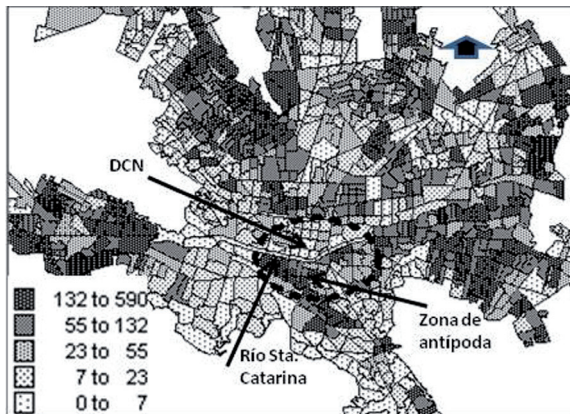 DCN
132 to 590
55 to 132
23 to 55
7 to 23
0 to 7
Río Sta.
Catarina
Zona de
antípoda